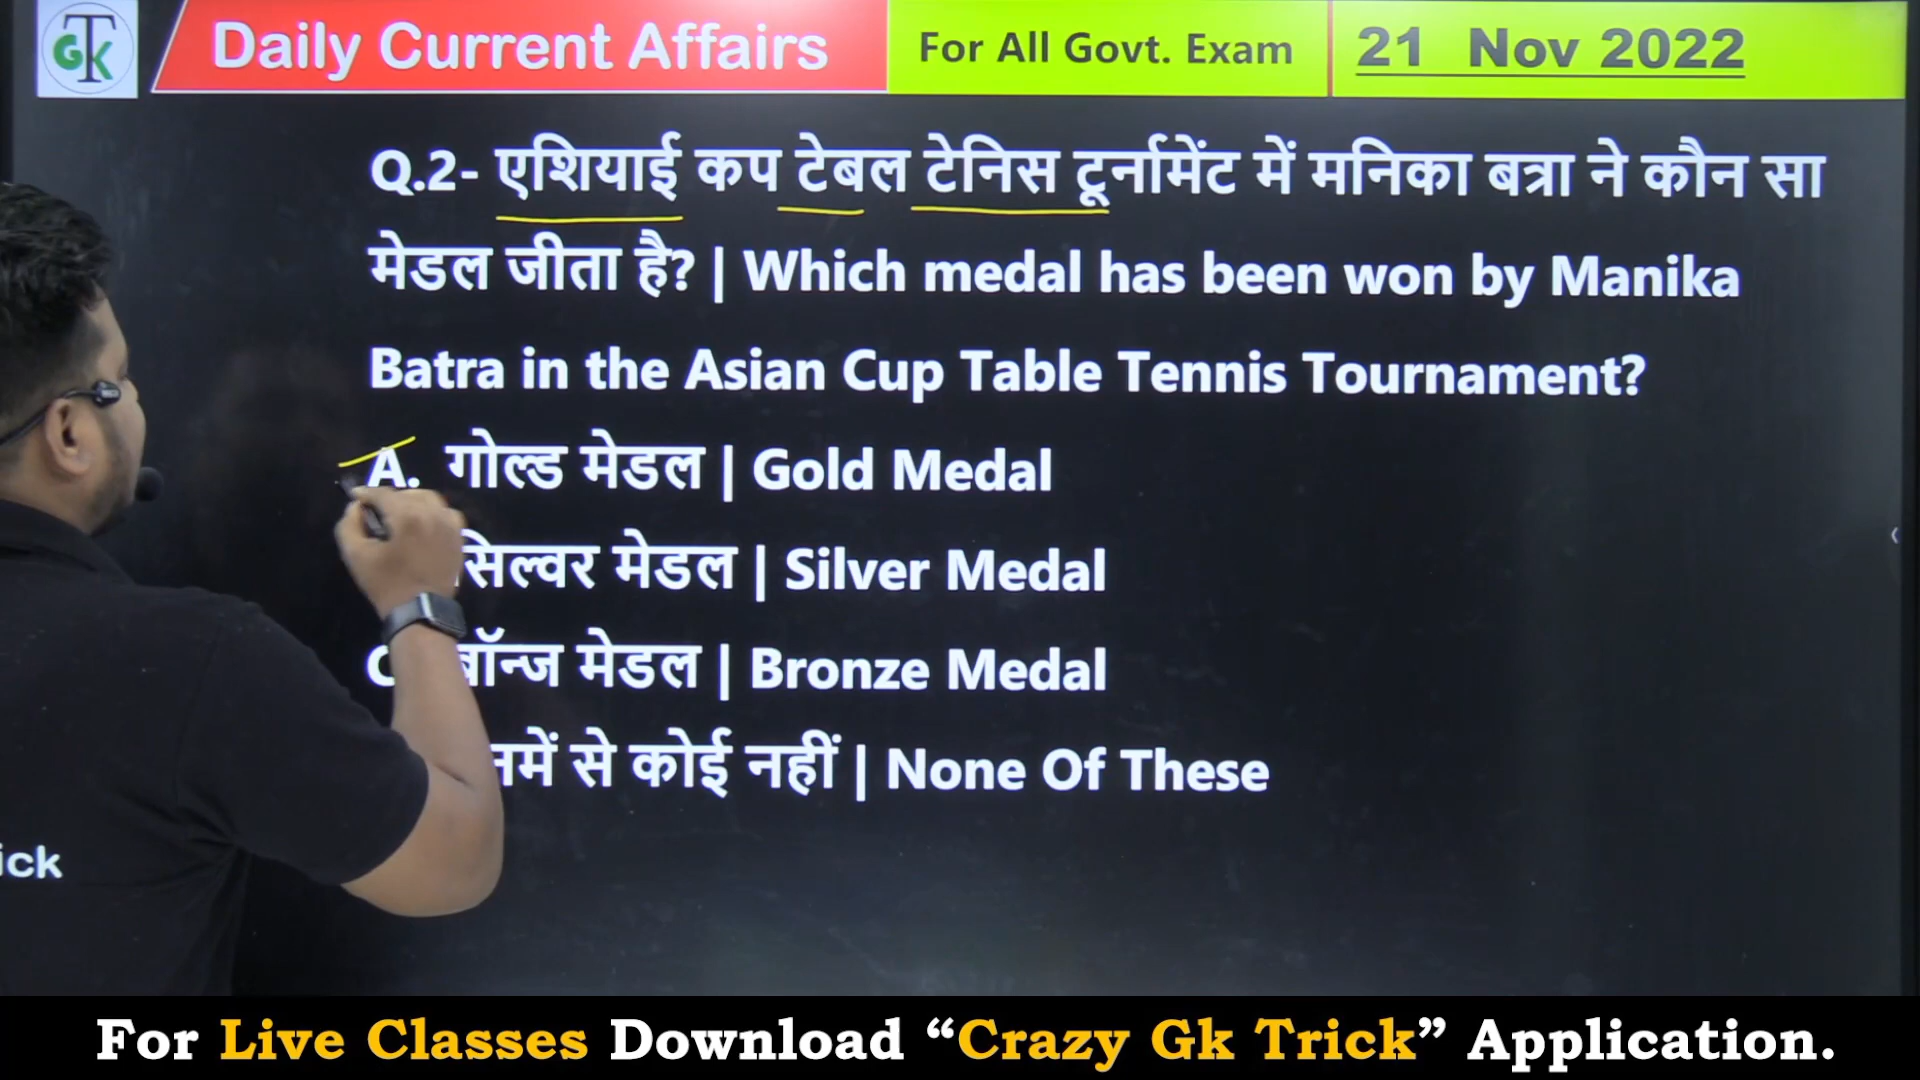 GTK
Daily Current Affairs
For All Govt. Exam
21 Nov 2022
Q.2- एशियाई कप टेबल टेनिस टूर्नामेंट में मनिका बत्रा ने कौन सा
मेडल जीता है? | Which medal has been won by Manika
Batra in the Asian Cup Table Tennis Tournament?
A. गोल्ड मेडल | Gold Medal
सिल्वर मेडल | Silver Medal
मेडल | Bronze Medal
से कोई नहीं | None Of These
ick
For Live Classes Download “Crazy Gk Trick” Application.